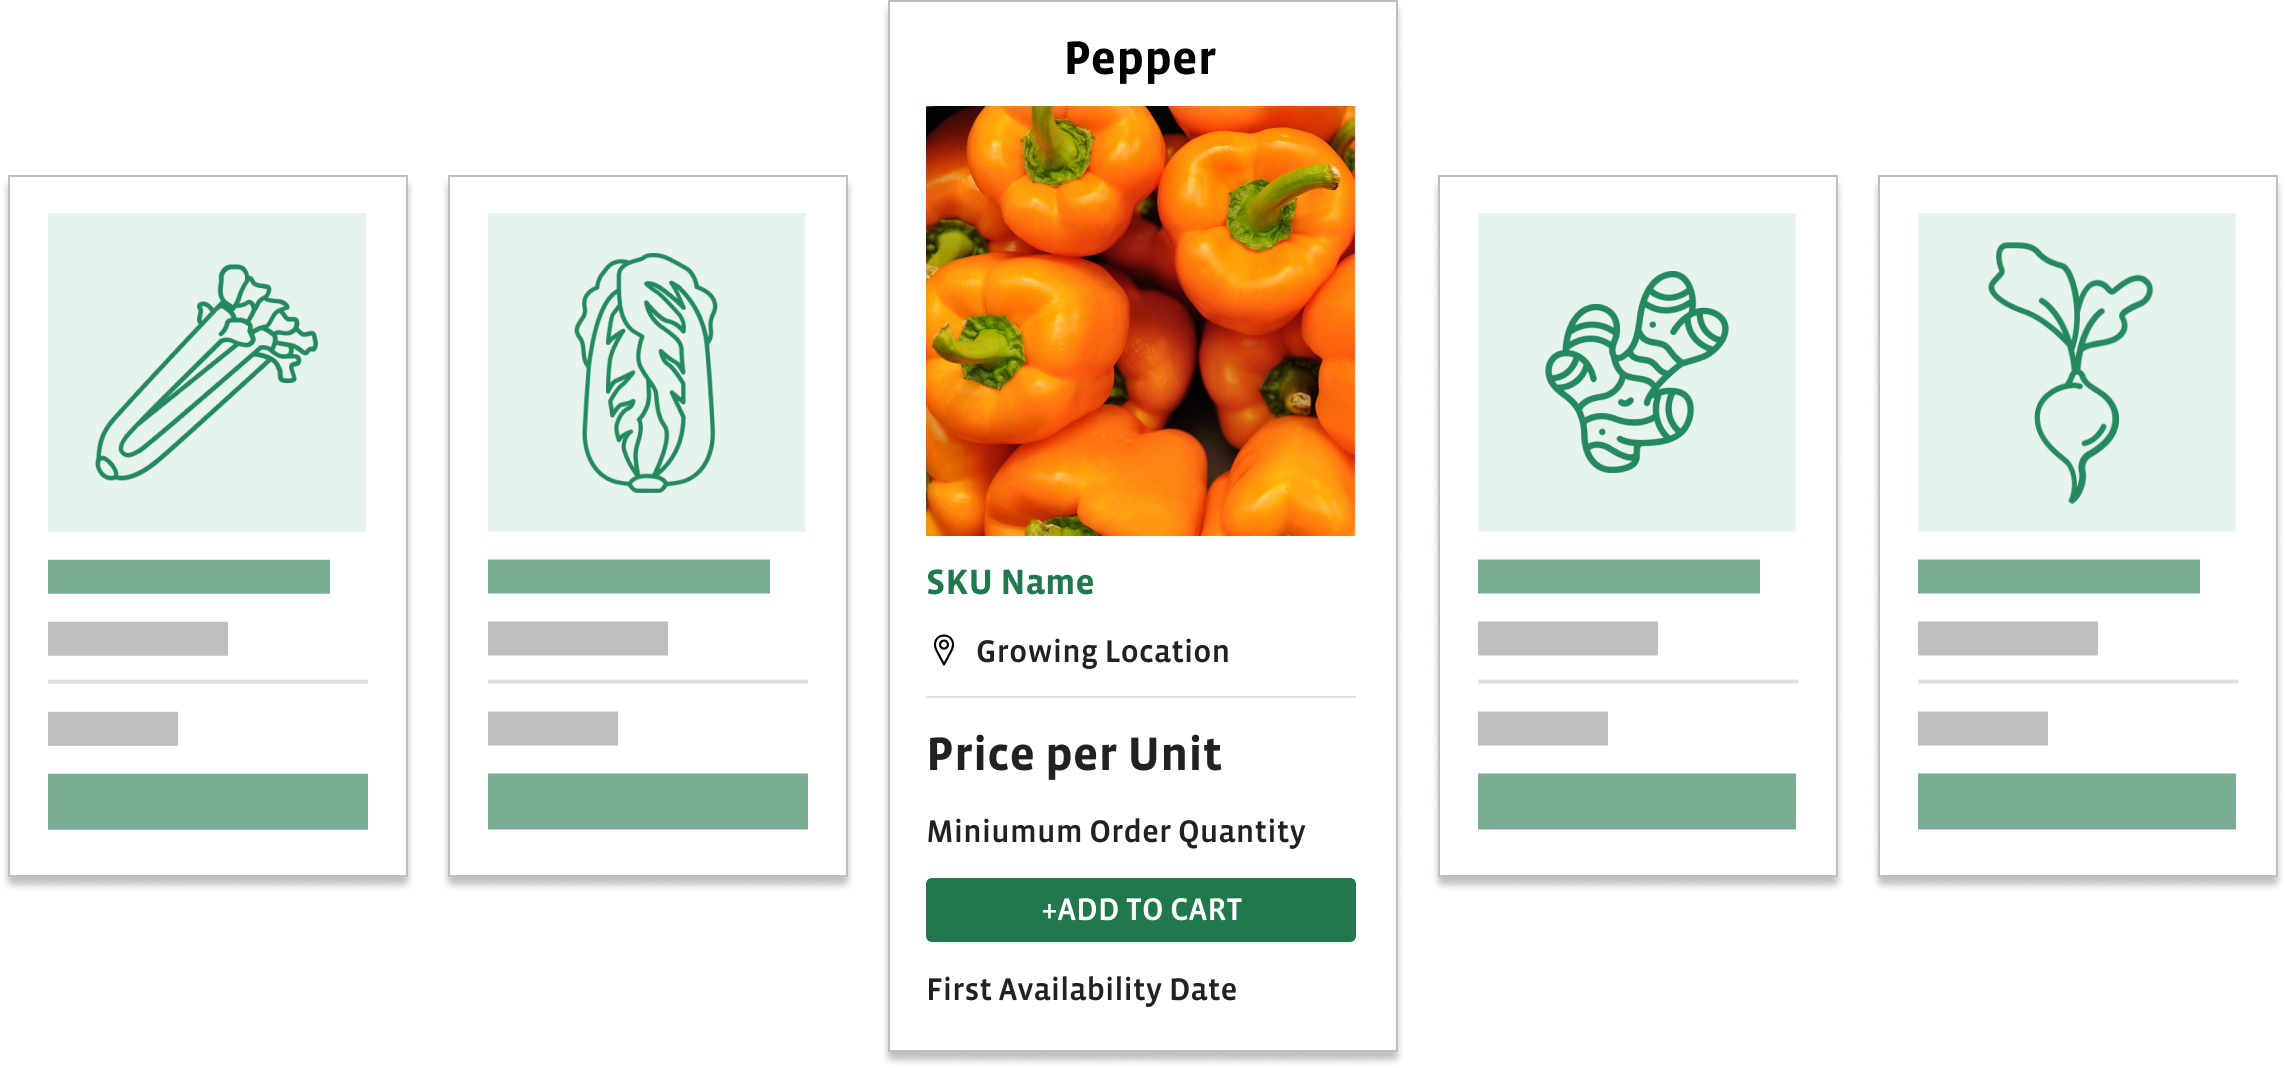 Pepper
SKU Name
Growing Location
Price per Unit
Miniumum Order Quantity
+ADD TO CART
First Availability Date